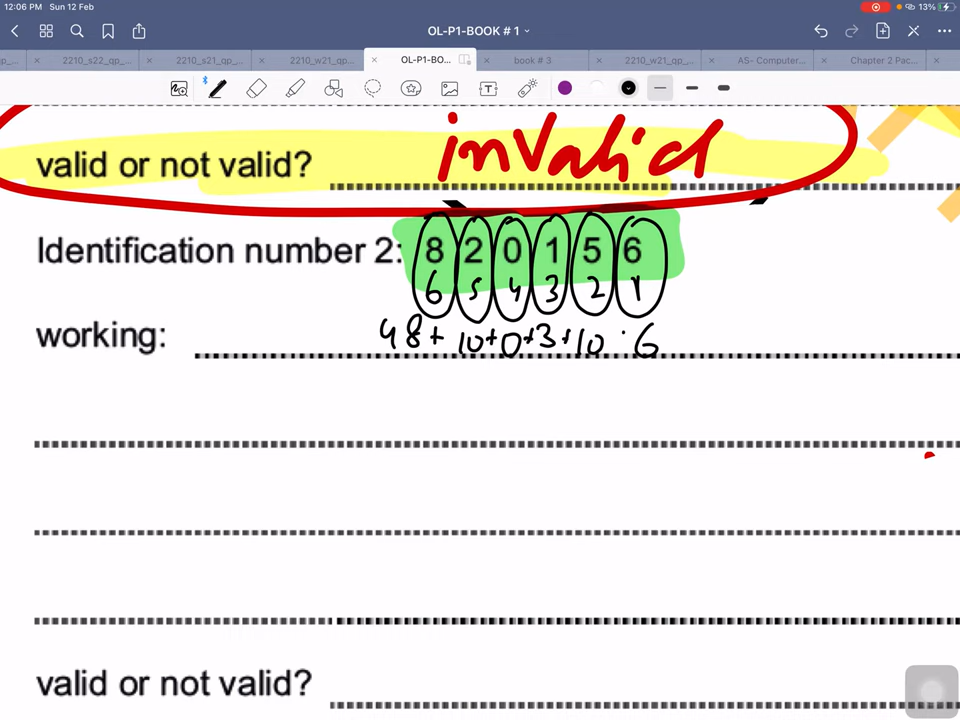 12:06 PM Sun 12 Feb 13%
OL-P1-BOOK # 1
2210_s22_qp_... 2210_s21_qp_... 2210_w21_qp... OL-P1-BO... book # 3 2210_w21_qp_... AS- Computer... Chapter 2 Pac...
valid or not valid? invalid
Identification number 2: 8 2 0 1 5 6
6 5 4 3 2 1
working: 48+ 10+0+3+10 · 6
valid or not valid?